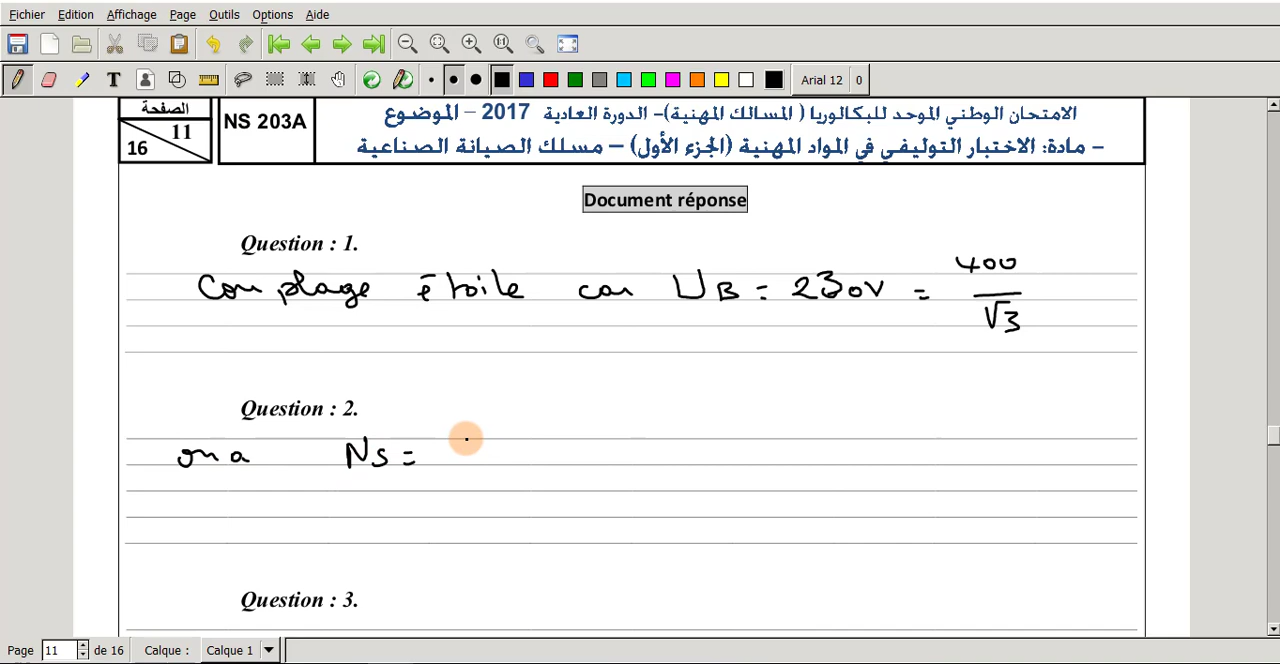 Fichier Edition Affichage Page Outils Options Aide
Arial 12 0
الصفحة
11
16
NS 203A
الامتحان الوطني الموحد للبكالوريا ( المسالك المهنية)- الدورة العادية 2017 – الموضوع
- مادة: الاختبار التوليفي في المواد المهنية (الجزء الأول) – مسلك الصيانة الصناعية
Document réponse
Question : 1.
Couplage étoile car UB = 230V = 400/√3
Question : 2.
on a Ns =
Question : 3.
Page 11 de 16 Calque : Calque 1